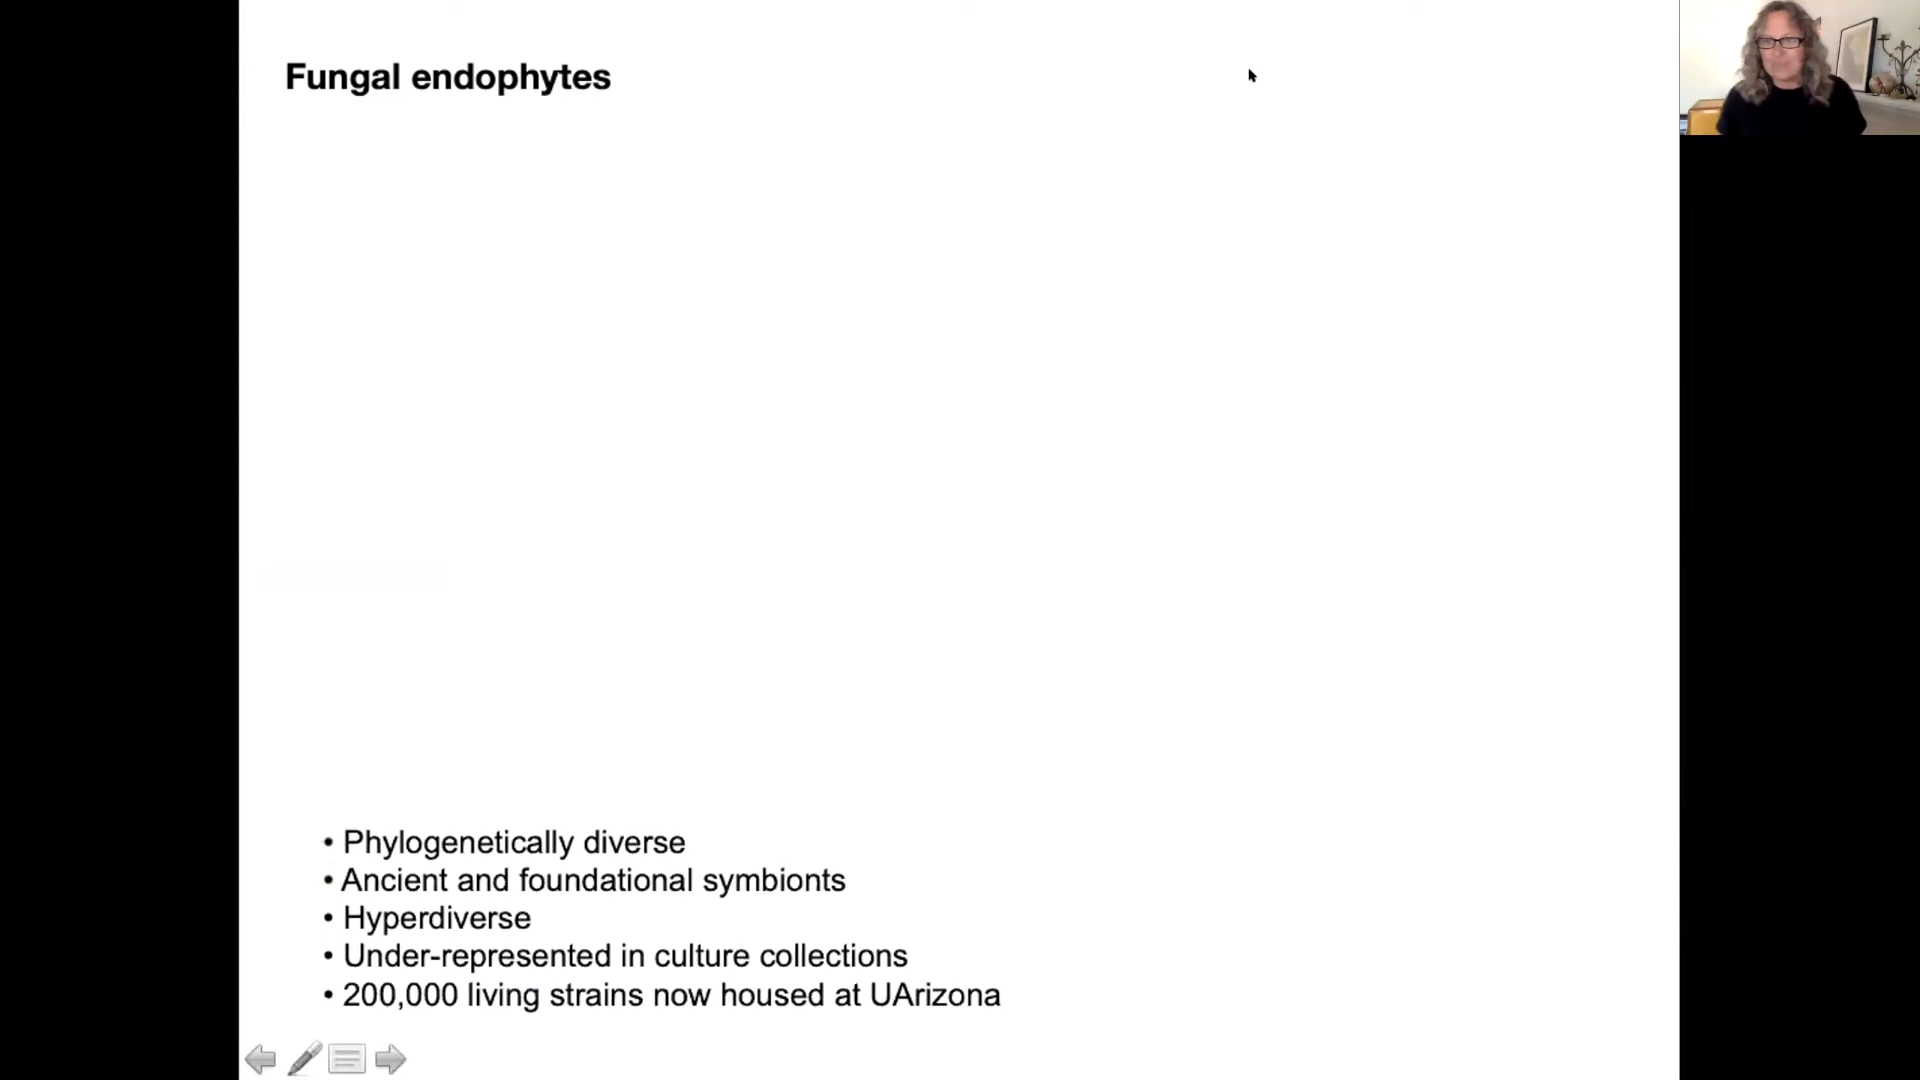 Fungal endophytes
• Phylogenetically diverse
• Ancient and foundational symbionts
• Hyperdiverse
• Under-represented in culture collections
• 200,000 living strains now housed at UArizona